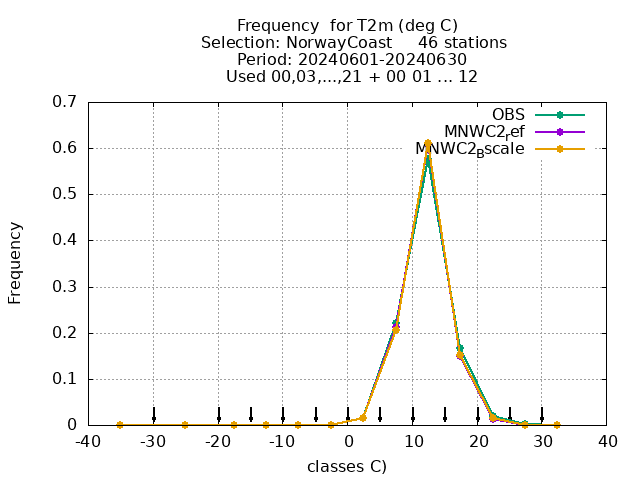 Frequency  for T2m (deg C)
Selection: NorwayCoast     46 stations
Period: 20240601-20240630
Used 00,03,...,21 + 00 01 ... 12
0.7
0.6
0.5
0.4
0.3
0.2
0.1
0
Frequency
OBS
MNWC2ref
MNWC2Bscale
-40 -30 -20 -10 0 10 20 30 40
classes C)